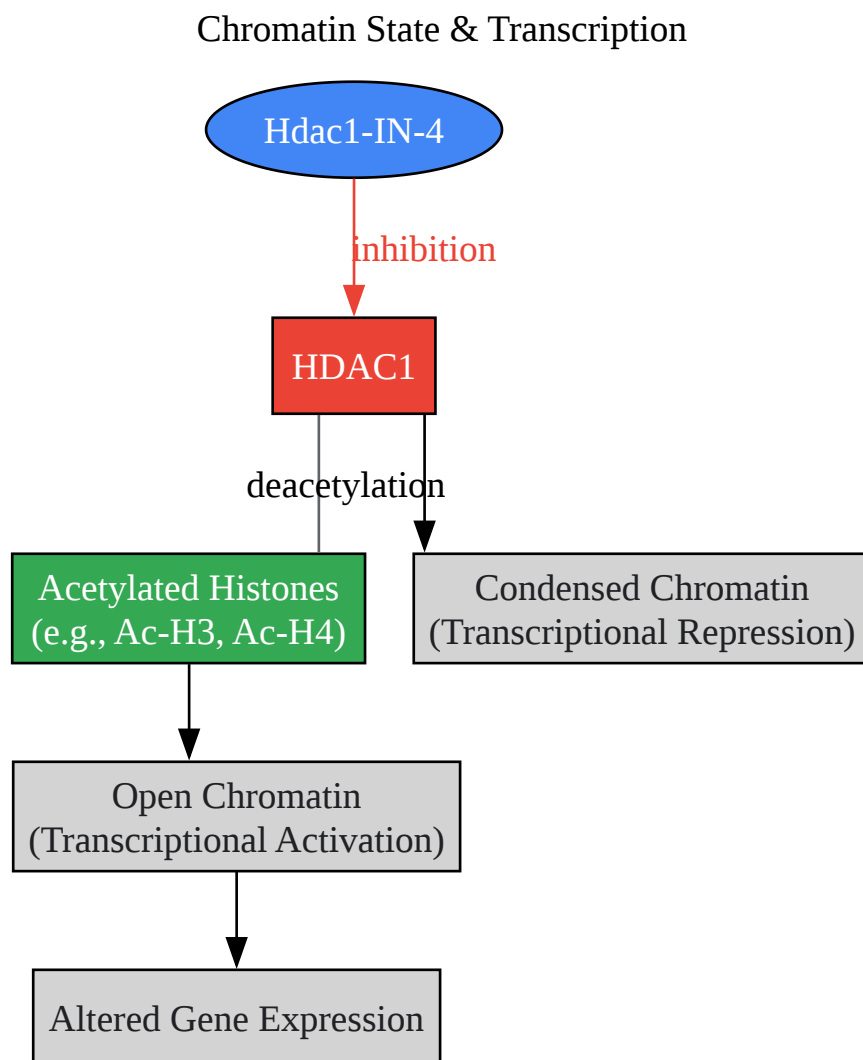 Chromatin State & Transcription
Hdac1-IN-4
inhibition
HDAC1
deacetylation
Acetylated Histones
(e.g., Ac-H3, Ac-H4)
Condensed Chromatin
(Transcriptional Repression)
Open Chromatin
(Transcriptional Activation)
Altered Gene Expression